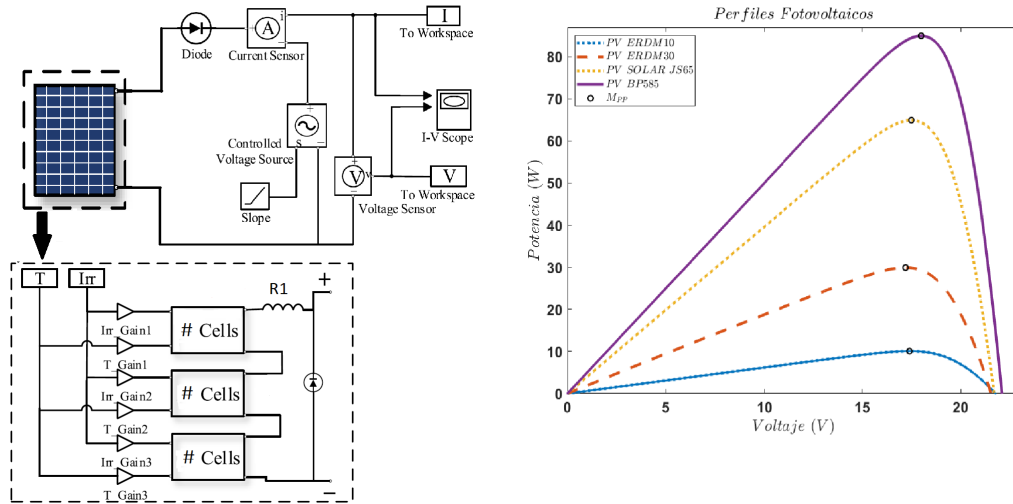 Diode
A
i
Current Sensor
I
To Workspace
s
Controlled
Voltage Source
I-V Scope
V
v
Voltage Sensor
V
To Workspace
Slope
T
Irr
R1
+
Irr_Gain1
# Cells
T_Gain1
Irr_Gain2
# Cells
T_Gain2
Irr_Gain3
# Cells
T_Gain3
−
Perfiles Fotovoltaicos
PV ERDM10
PV ERDM30
PV SOLAR JS65
PV BP585
MPP
Potencia (W)
80
70
60
50
40
30
20
10
0
0
5
10
15
20
Voltaje (V)